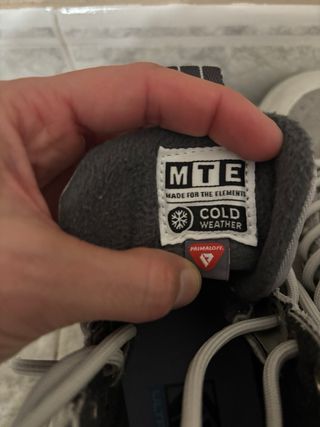 MTE
MADE FOR THE ELEMENTS
COLD
WEATHER
PRIMALOFT